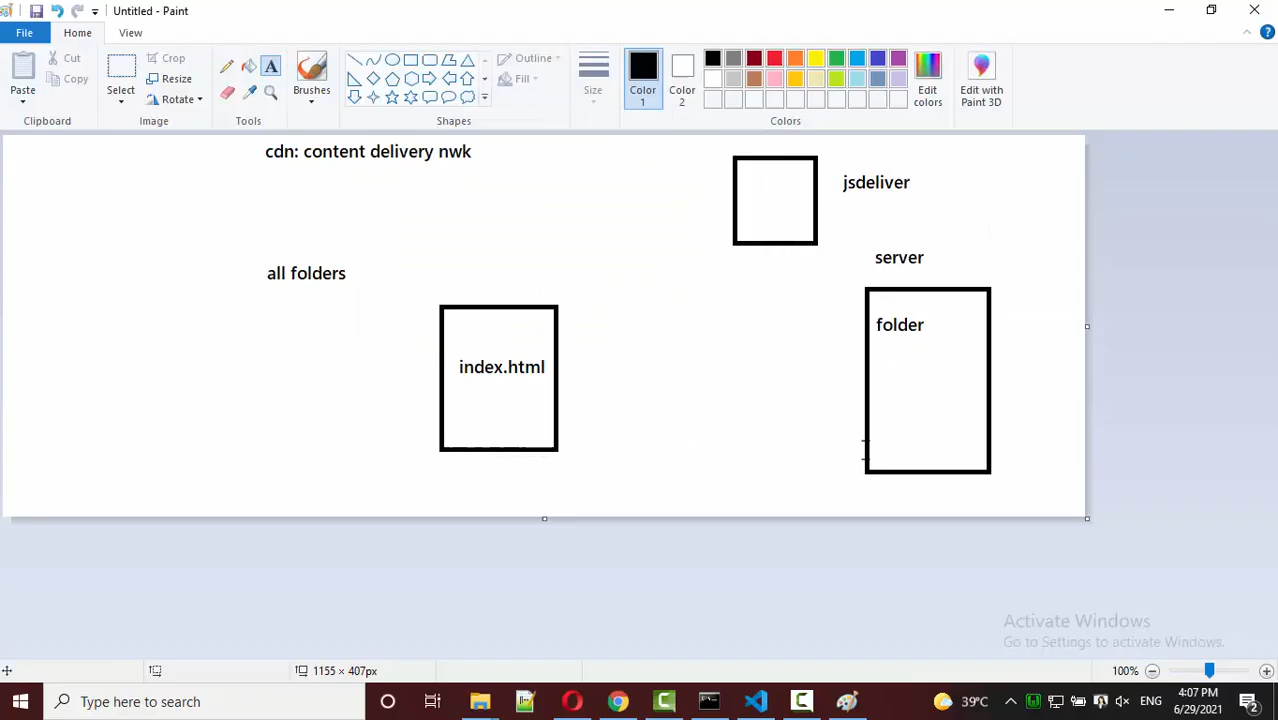 Untitled - Paint
File
Home
View
Paste
Cut
Copy
Clipboard
Select
Crop
Resize
Rotate
Image
A
Tools
Brushes
Outline
Fill
Shapes
Size
Color 1
Color 2
Edit colors
Colors
Edit with Paint 3D
cdn: content delivery nwk
jsdeliver
server
all folders
folder
index.html
Activate Windows
Go to Settings to activate Windows.
1155 × 407px
100%
Type here to search
39°C
ENG
4:07 PM
6/29/2021
2